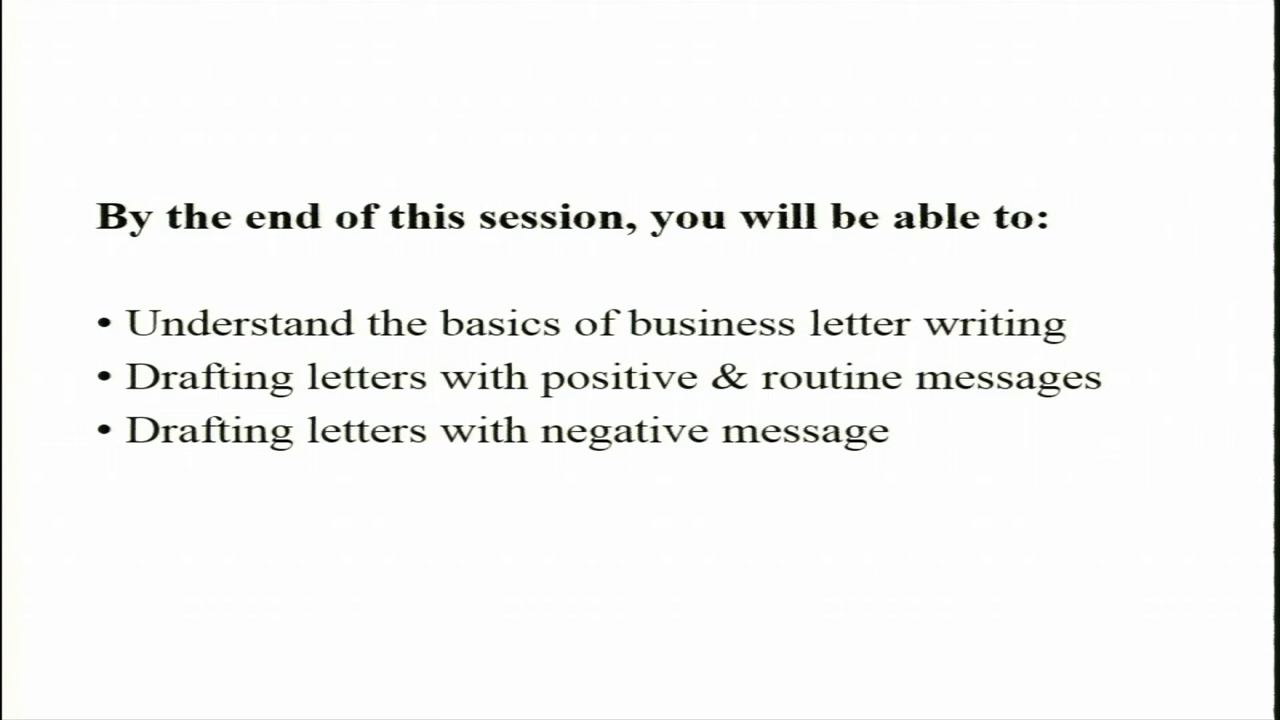 By the end of this session, you will be able to:
• Understand the basics of business letter writing
• Drafting letters with positive & routine messages
• Drafting letters with negative message